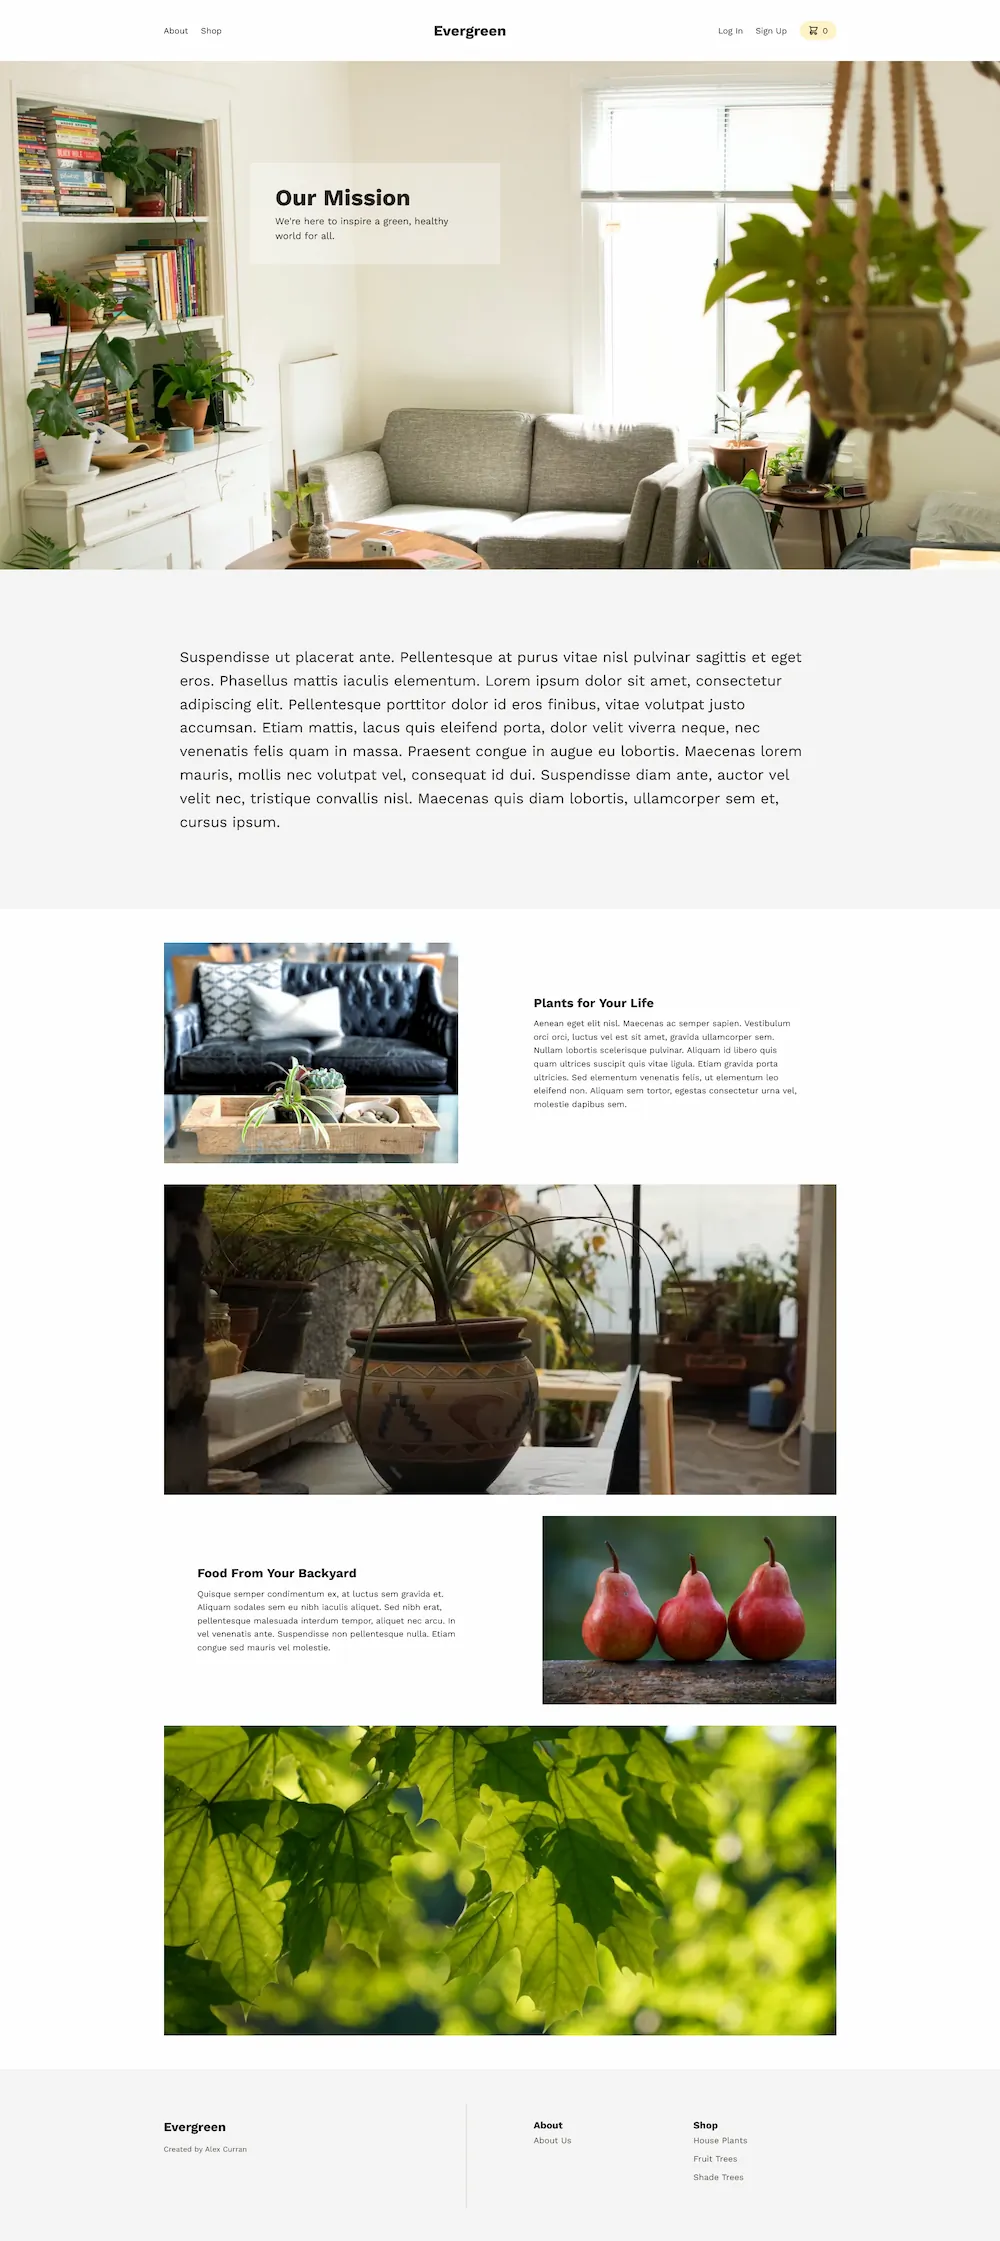 About Shop Evergreen Log In Sign Up 0
Our Mission
We're here to inspire a green, healthy
world for all.
Suspendisse ut placerat ante. Pellentesque at purus vitae nisl pulvinar sagittis et eget
eros. Phasellus mattis iaculis elementum. Lorem ipsum dolor sit amet, consectetur
adipiscing elit. Pellentesque porttitor dolor id eros finibus, vitae volutpat justo
accumsan. Etiam mattis, lacus quis eleifend porta, dolor velit viverra neque, nec
venenatis felis quam in massa. Praesent congue in augue eu lobortis. Maecenas lorem
mauris, mollis nec volutpat vel, consequat id dui. Suspendisse diam ante, auctor vel
velit nec, tristique convallis nisl. Maecenas quis diam lobortis, ullamcorper sem et,
cursus ipsum.
Plants for Your Life
Aenean eget elit nisl. Maecenas ac semper sapien. Vestibulum
orci orci, luctus vel est sit amet, gravida ullamcorper sem.
Nullam lobortis scelerisque pulvinar. Aliquam id libero quis
quam ultrices suscipit quis vitae ligula. Etiam gravida porta
ultricies. Sed elementum venenatis felis, ut elementum leo
eleifend non. Aliquam sem tortor, egestas consectetur urna vel,
molestie dapibus sem.
Food From Your Backyard
Quisque semper condimentum ex, at luctus sem gravida et.
Aliquam sodales sem eu nibh iaculis aliquet. Sed nibh erat,
pellentesque malesuada interdum tempor, aliquet nec arcu. In
vel venenatis ante. Suspendisse non pellentesque nulla. Etiam
congue sed mauris vel molestie.
Evergreen
Created by Alex Curran
About
About Us
Shop
House Plants
Fruit Trees
Shade Trees